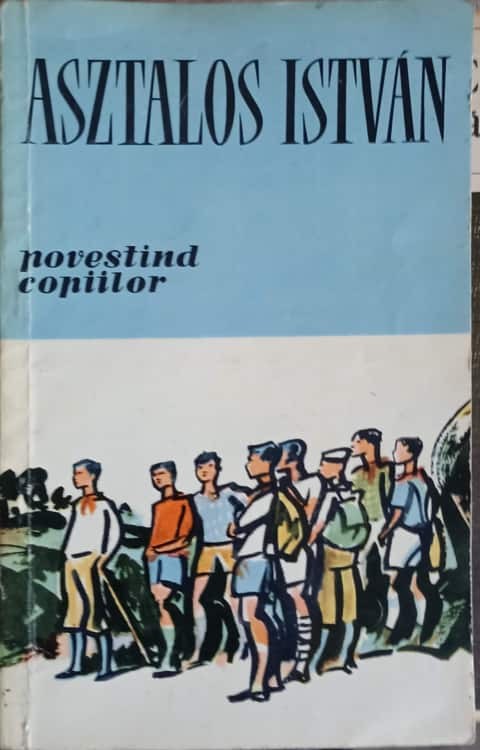 ASZTALOS ISTVÁN
povestind
copiilor